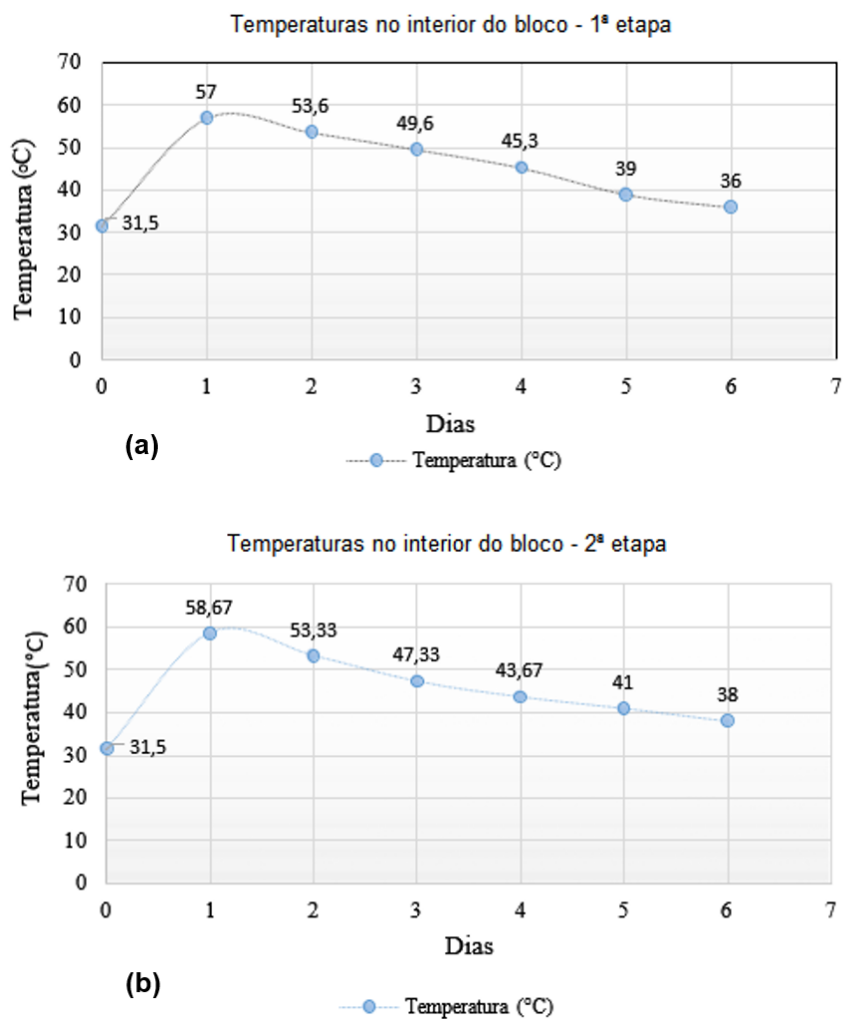 Temperaturas no interior do bloco - 1ª etapa
70
60
50
40
30
20
10
0
Temperatura (oC)
57
53,6
49,6
45,3
39
36
31,5
0 1 2 3 4 5 6 7
Dias
(a)
Temperatura (°C)
Temperaturas no interior do bloco - 2ª etapa
70
60
50
40
30
20
10
0
Temperatura(°C)
58,67
53,33
47,33
43,67
41
38
31,5
0 1 2 3 4 5 6 7
Dias
(b)
Temperatura (°C)